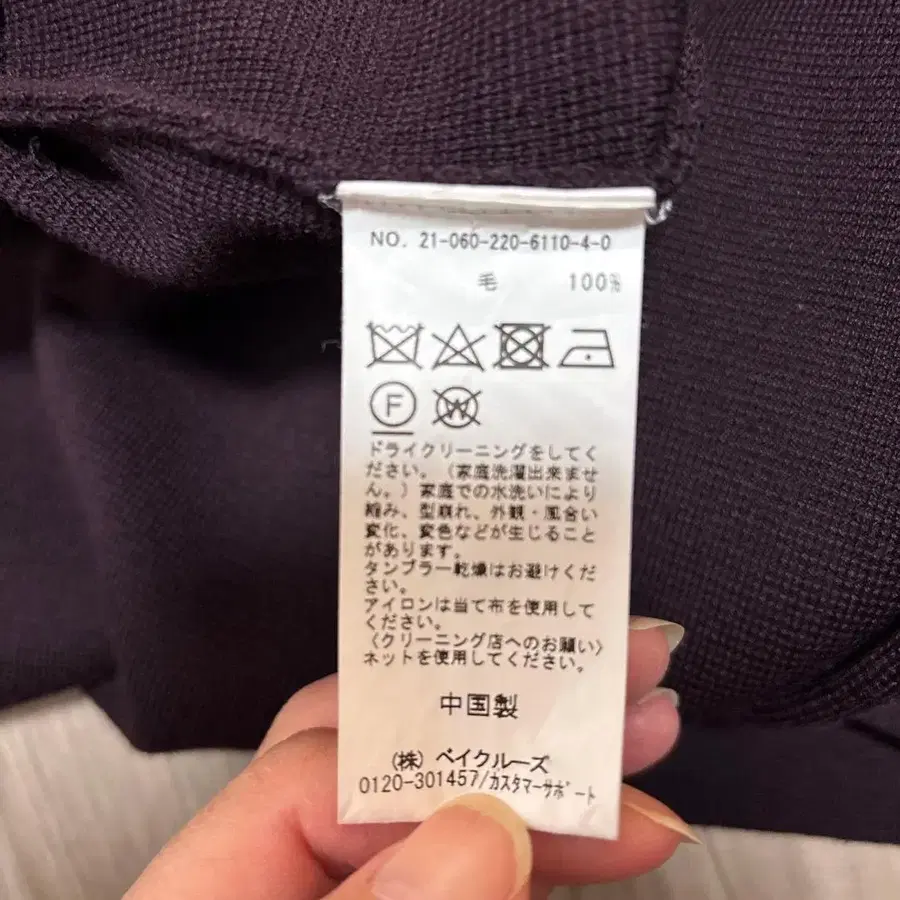 NO. 21-060-220-6110-4-0
毛 100%
F W
ドライクリーニングをしてく
ださい。（家庭洗濯出来ませ
ん。）家庭での水洗いにより
縮み、型崩れ、外観・風合い
変化、変色などが生じること
があります。
タンブラー乾燥はお避けくだ
さい。
アイロンは当て布を使用して
ください。
〈クリーニング店へのお願い〉
ネットを使用してください。
中国製
（株）ベイクルーズ
0120-301457/カスタマーサポート